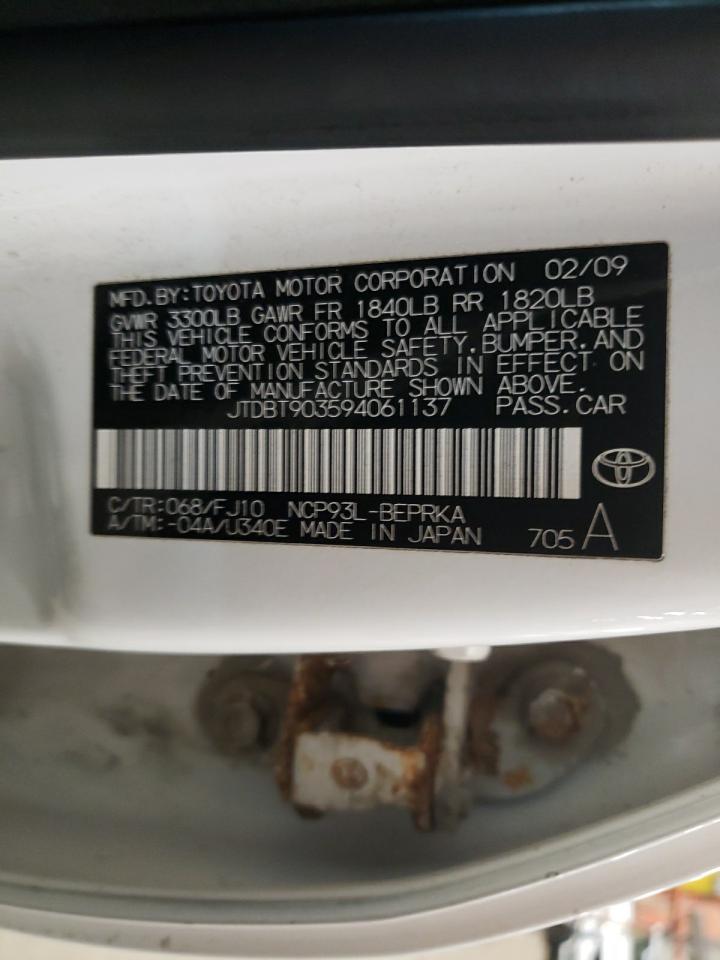 MFD.BY:TOYOTA MOTOR CORPORATION 02/09
GVWR 3300LB GAWR FR 1840LB RR 1820LB
THIS VEHICLE CONFORMS TO ALL APPLICABLE
FEDERAL MOTOR VEHICLE SAFETY,BUMPER,AND
THEFT PREVENTION STANDARDS IN EFFECT ON
THE DATE OF MANUFACTURE SHOWN ABOVE.
JTDBT903594061137 PASS.CAR
C/TR:068/FJ10 NCP93L-BEPRKA
A/TM:-04A/U340E MADE IN JAPAN 705 A